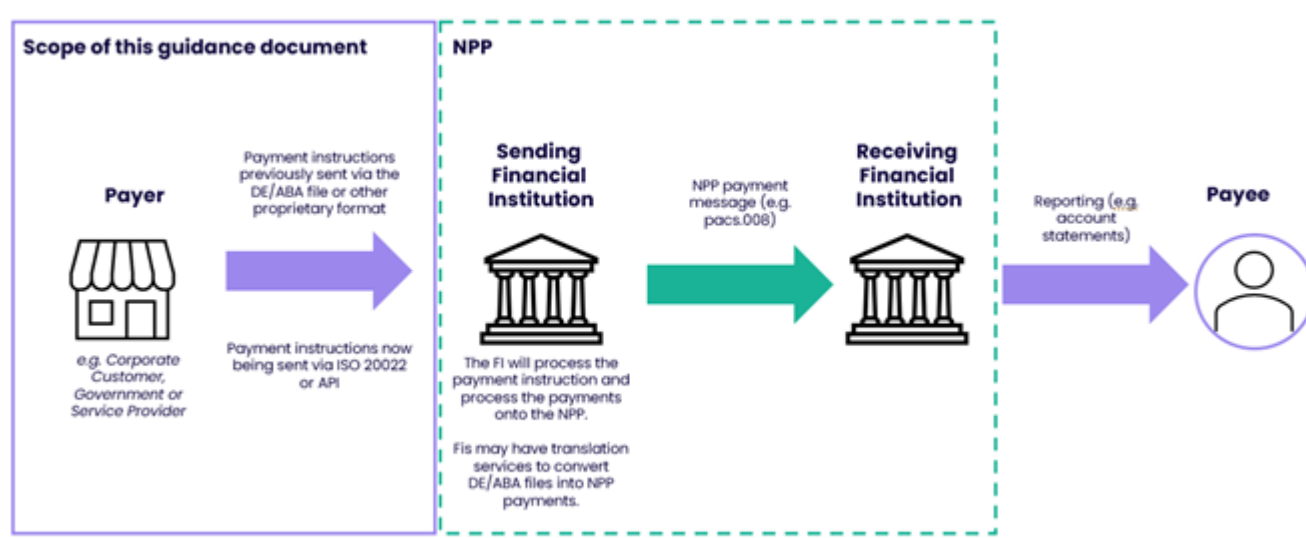 Scope of this guidance document
NPP
Payer
Payment instructions
previously sent via the
DE/ABA file or other
proprietary format
Payment instructions now
being sent via ISO 20022
or API
e.g. Corporate
Customer,
Government or
Service Provider
Sending
Financial
Institution
The FI will process the
payment instruction and
process the payments
onto the NPP.
Fis may have translation
services to convert
DE/ABA files into NPP
payments.
NPP payment
message (e.g.
pacs.008)
Receiving
Financial
Institution
Reporting (e.g.
account
statements)
Payee